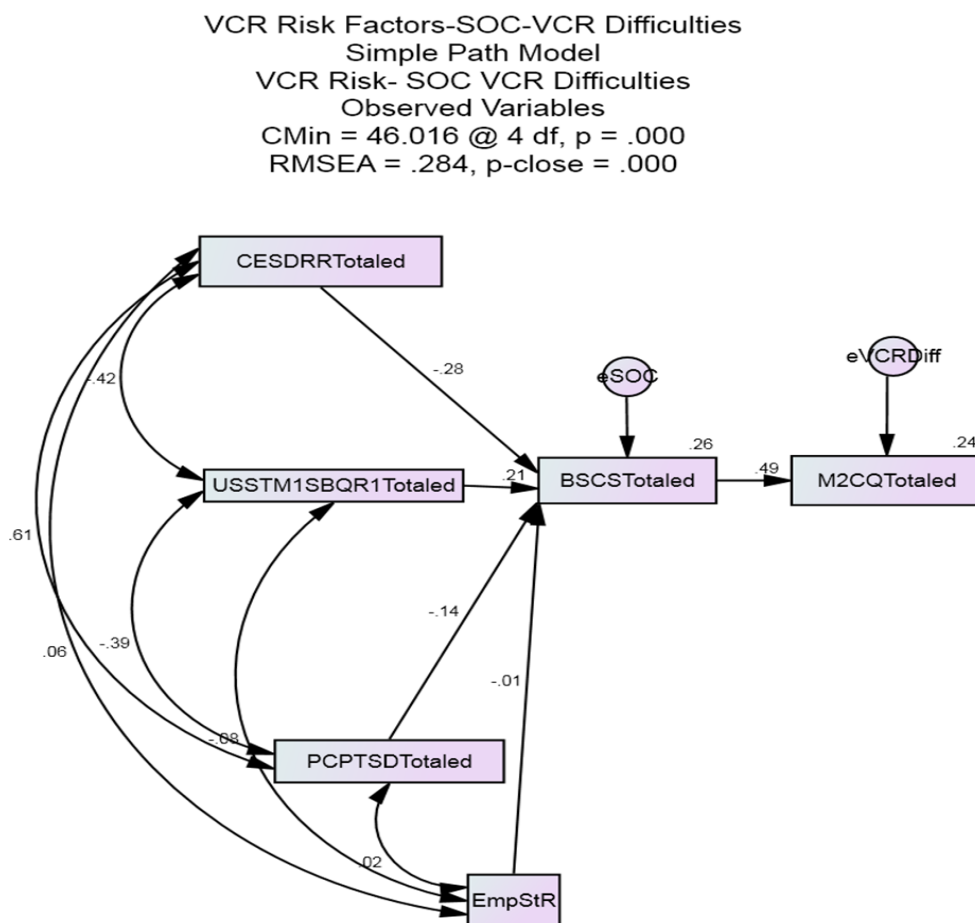 VCR Risk Factors-SOC-VCR Difficulties
Simple Path Model
VCR Risk- SOC VCR Difficulties
Observed Variables
CMin = 46.016 @ 4 df, p = .000
RMSEA = .284, p-close = .000
CESDRRTotaled
eVCRDiff
eSOC
-.28
-.42
.26
.24
USSTM1SBQR1Totaled
.21
BSCSTotaled
.49
M2CQTotaled
.61
-.14
-.39
.06
-.01
-.08
PCPTSDTotaled
.02
EmpStR